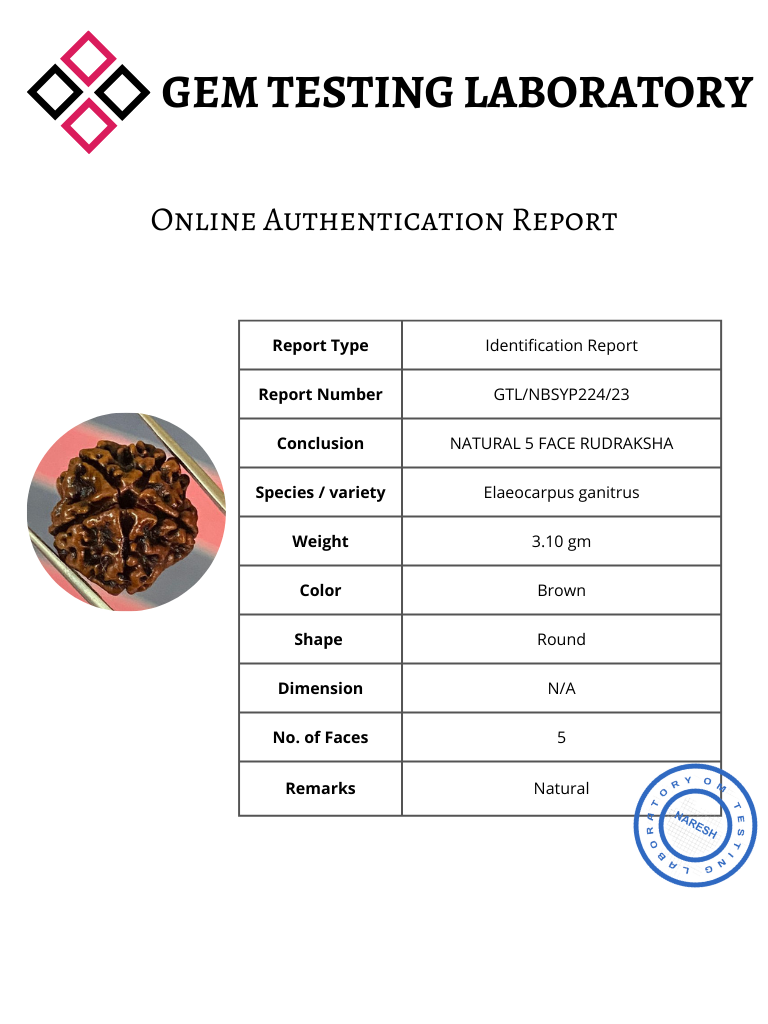 GEM TESTING LABORATORY
Online Authentication Report
Report Type Identification Report
Report Number GTL/NBSYP224/23
Conclusion NATURAL 5 FACE RUDRAKSHA
Species / variety Elaeocarpus ganitrus
Weight 3.10 gm
Color Brown
Shape Round
Dimension N/A
No. of Faces 5
Remarks Natural
OM TESTING LABORATORY
NARESH